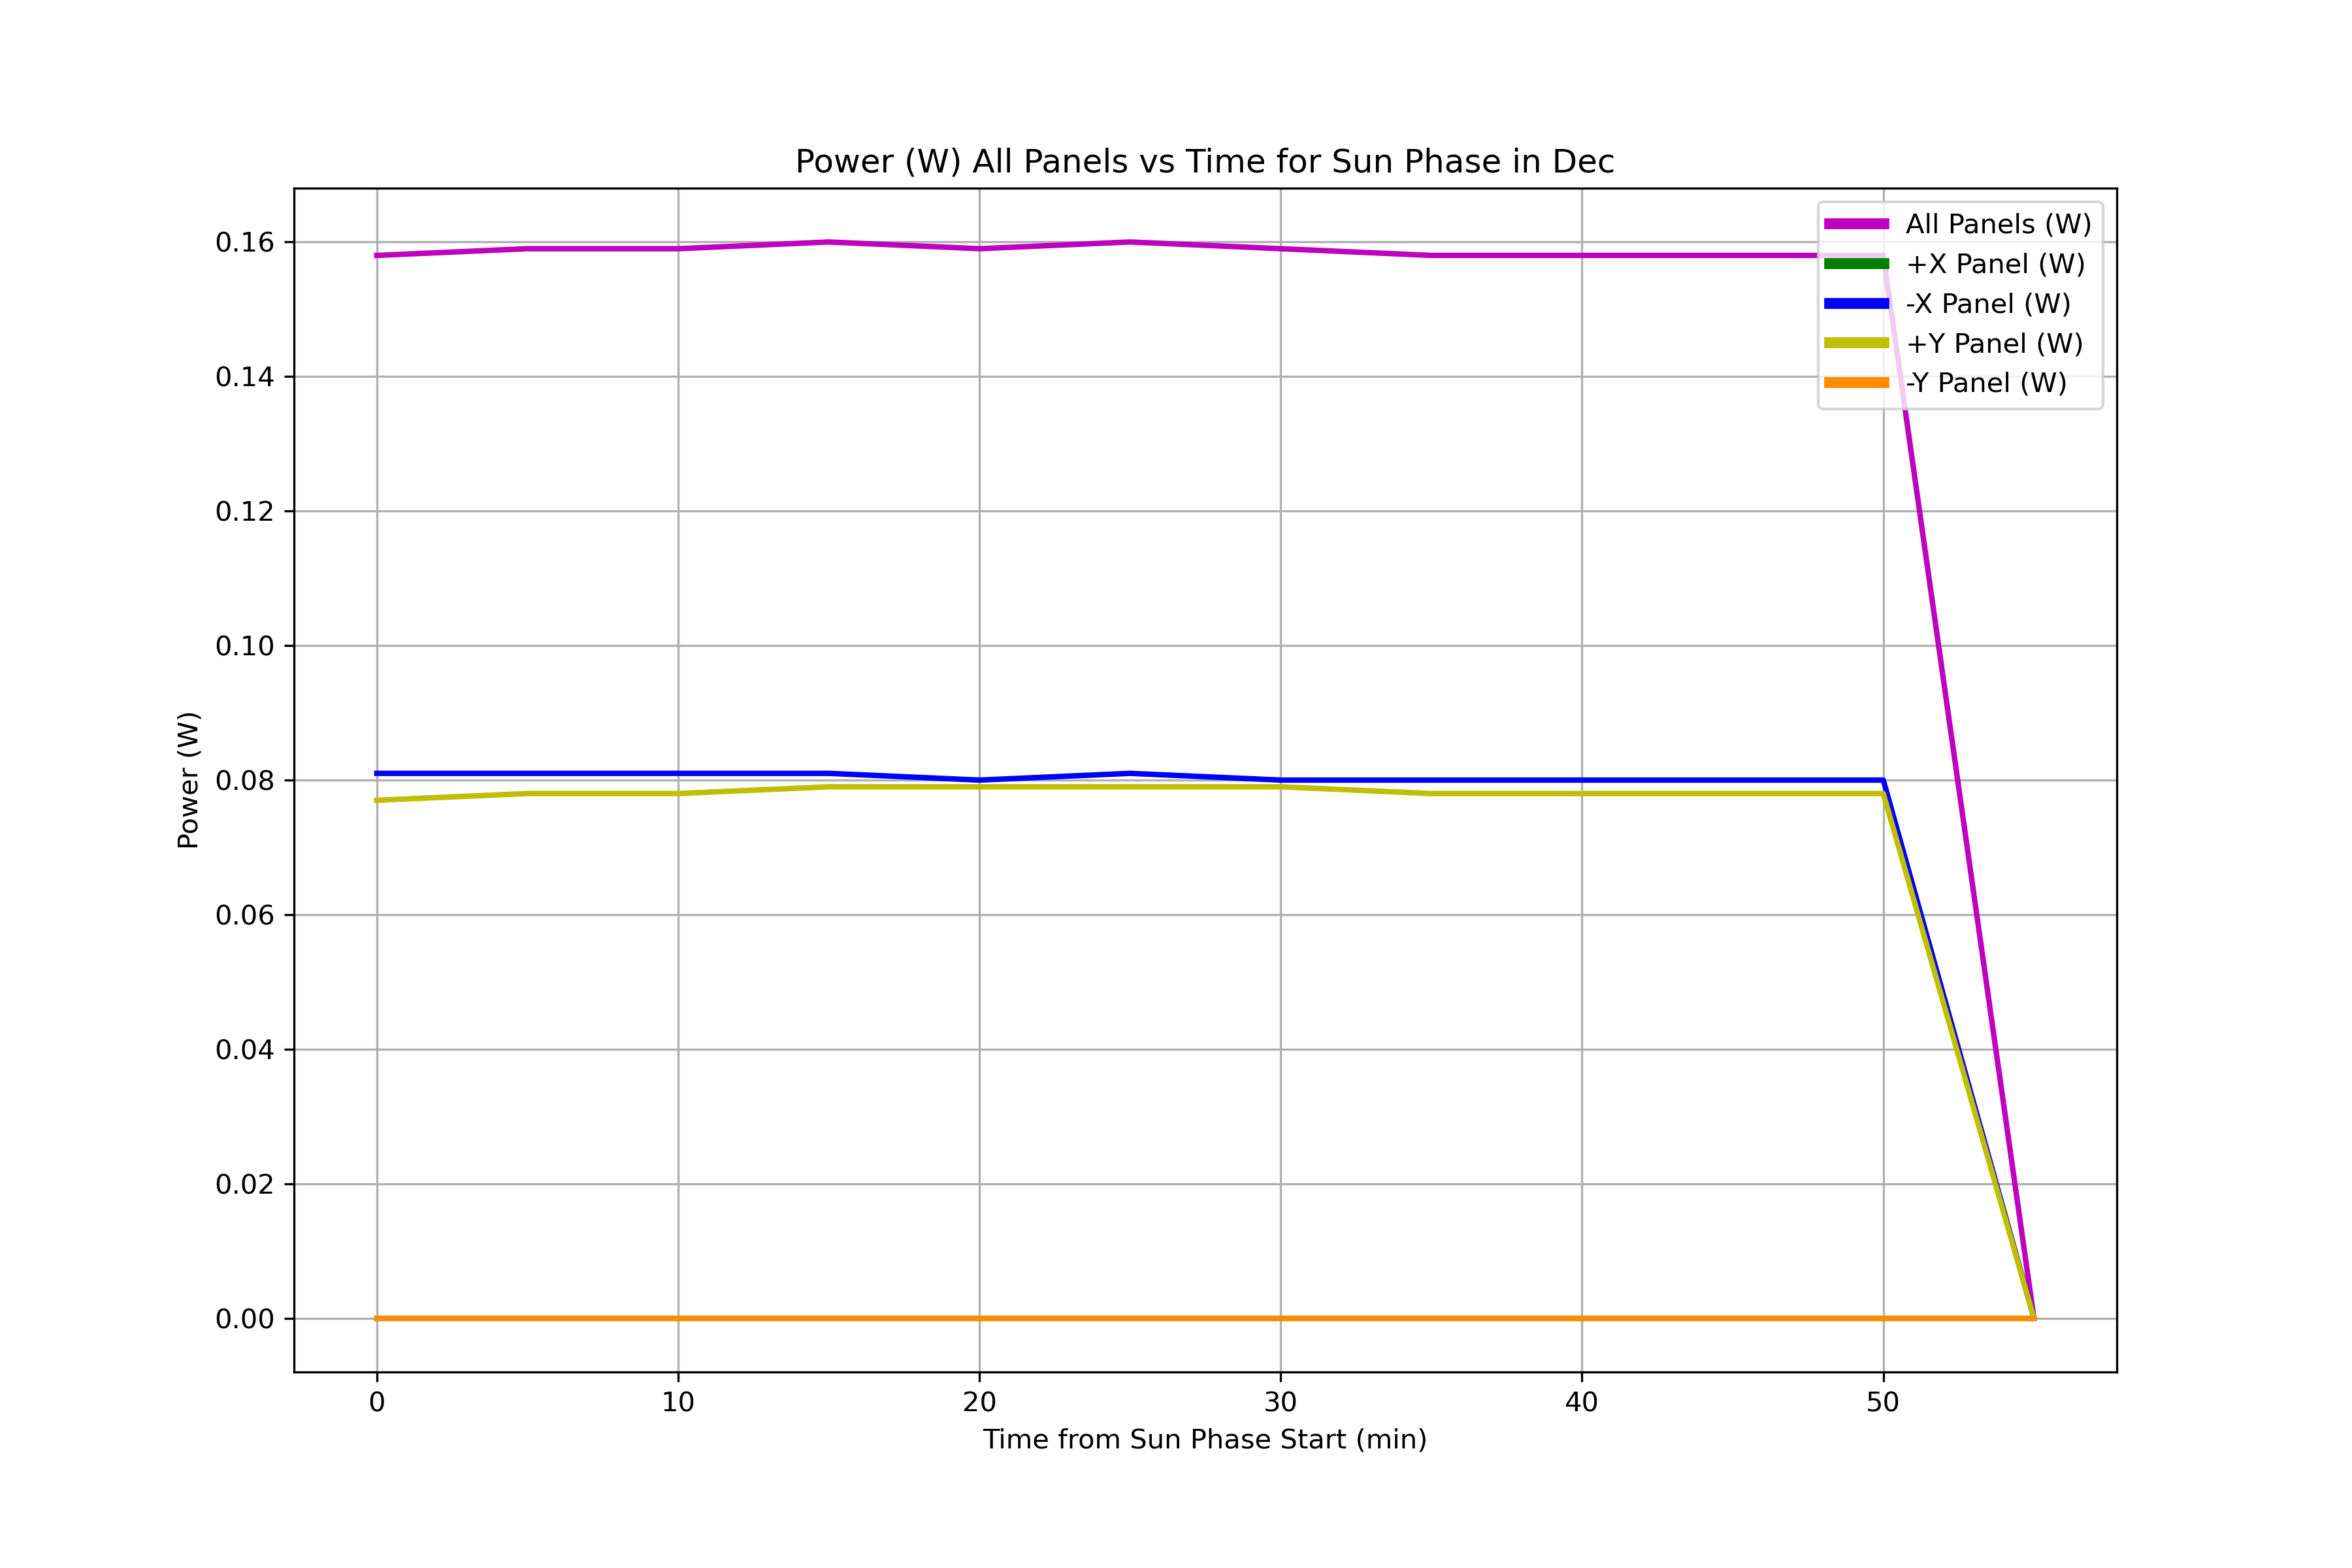 Power (W) All Panels vs Time for Sun Phase in Dec
All Panels (W)
+X Panel (W)
-X Panel (W)
+Y Panel (W)
-Y Panel (W)
0.16
0.14
0.12
0.10
0.08
0.06
0.04
0.02
0.00
Power (W)
0 10 20 30 40 50
Time from Sun Phase Start (min)